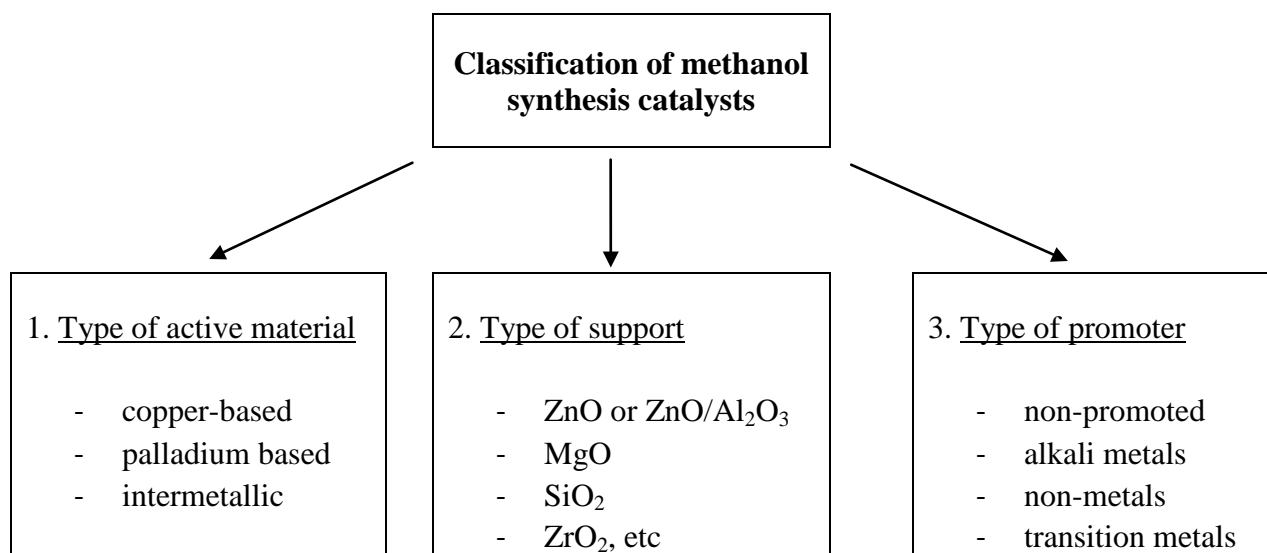 Classification of methanol
synthesis catalysts
1. Type of active material
- copper-based
- palladium based
- intermetallic
2. Type of support
- ZnO or ZnO/Al₂O₃
- MgO
- SiO₂
- ZrO₂, etc
3. Type of promoter
- non-promoted
- alkali metals
- non-metals
- transition metals